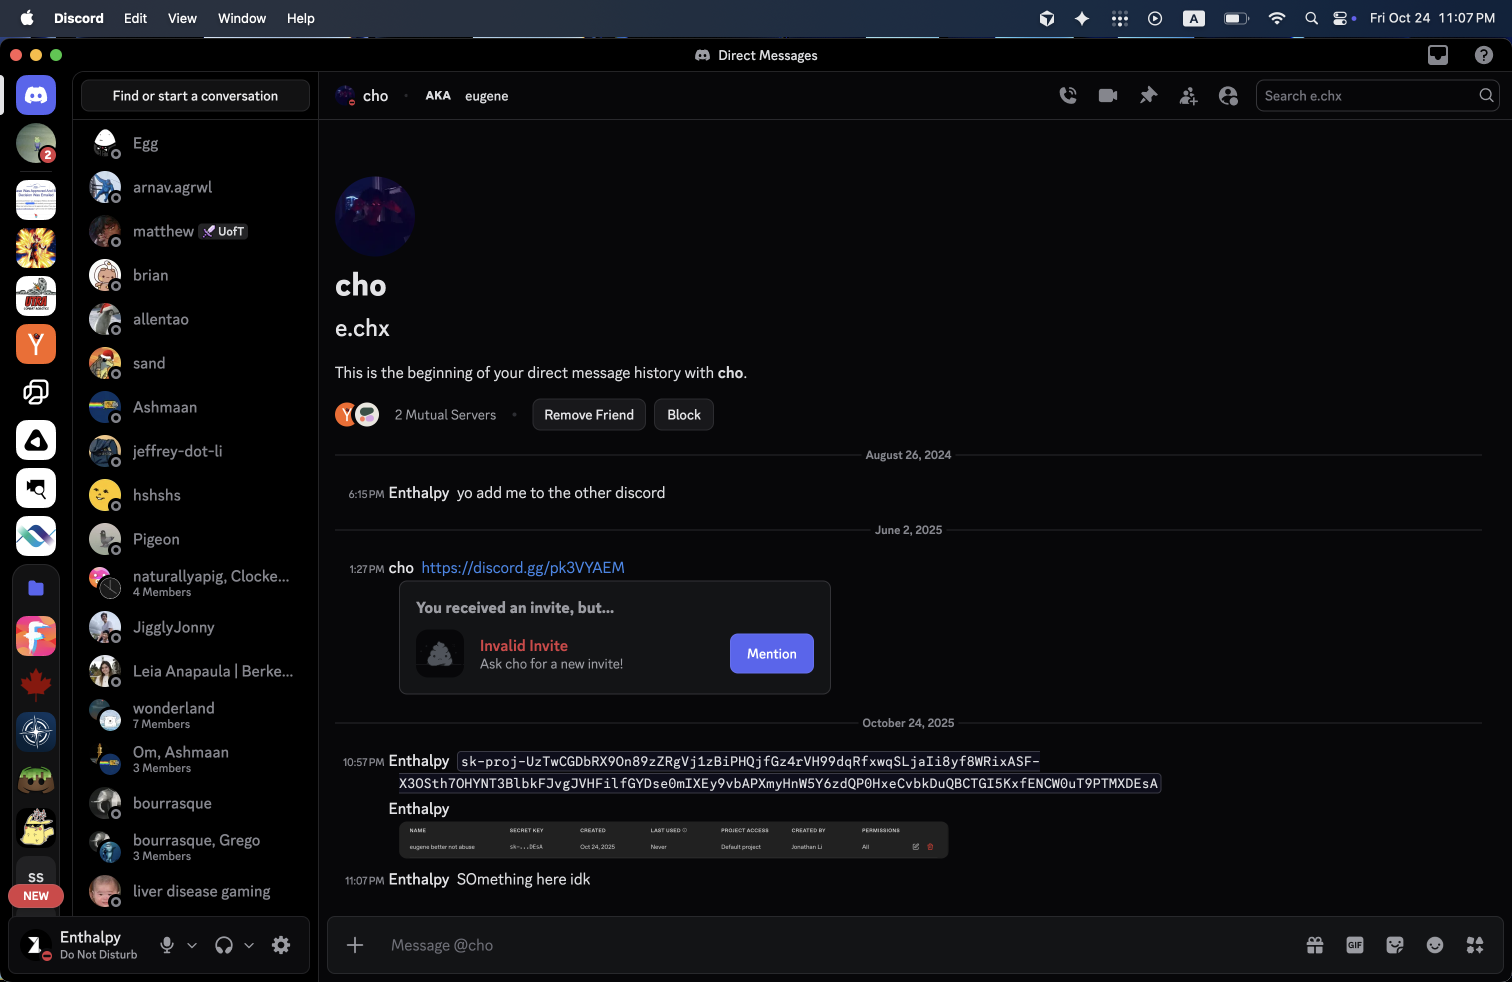 Discord Edit View Window Help
A
Fri Oct 24 11:07 PM
Direct Messages
Find or start a conversation
cho AKA eugene
Search e.chx
2
Egg
arnav.agrwl
matthew UofT
brian
allentao
sand
Ashmaan
jeffrey-dot-li
hshshs
Pigeon
naturallyapig, Clocke...
4 Members
JigglyJonny
Leia Anapaula | Berke...
wonderland
7 Members
Om, Ashmaan
3 Members
bourrasque
bourrasque, Grego
3 Members
liver disease gaming
Y
SS
NEW
Enthalpy
Do Not Disturb
cho
e.chx
This is the beginning of your direct message history with cho.
Y
2 Mutual Servers • Remove Friend Block
August 26, 2024
6:15 PM Enthalpy yo add me to the other discord
June 2, 2025
1:27 PM cho https://discord.gg/pk3VYAEM
You received an invite, but...
Invalid Invite
Ask cho for a new invite!
Mention
October 24, 2025
10:57 PM Enthalpy sk-proj-UzTwCGDbRX9On89zZRgVj1zBiPHQjfGz4rVH99dqRfxwqSLjaIi8yf8WRixASF-
X3OSth7OHYNT3BlbkFJvgJVHFilfGYDse0mIXEy9vbAPXmyHnW5Y6zdQP0HxeCvbkDuQBCTGI5KxfENCW0uT9PTMXDEsA
Enthalpy
NAME SECRET KEY CREATED LAST USED PROJECT ACCESS CREATED BY PERMISSIONS
eugene better not abuse sk-...DEsA Oct 24, 2025 Never Default project Jonathan Li All
11:07 PM Enthalpy SOmething here idk
Message @cho
GIF